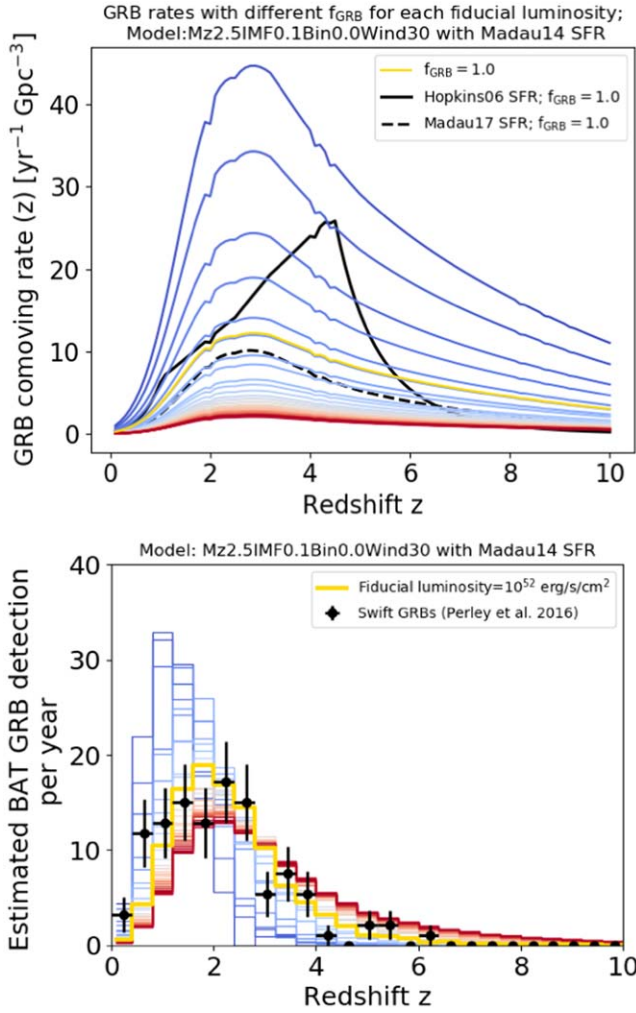 GRB rates with different f_GRB for each fiducial luminosity;
Model:Mz2.5IMF0.1Bin0.0Wind30 with Madau14 SFR
GRB comoving rate (z) [yr⁻¹ Gpc⁻³]
f_GRB = 1.0
Hopkins06 SFR; f_GRB = 1.0
Madau17 SFR; f_GRB = 1.0
40
30
20
10
0
0 2 4 6 8 10
Redshift z
Model: Mz2.5IMF0.1Bin0.0Wind30 with Madau14 SFR
Estimated BAT GRB detection
per year
Fiducial luminosity=10⁵² erg/s/cm²
Swift GRBs (Perley et al. 2016)
40
30
20
10
0
0 2 4 6 8 10
Redshift z